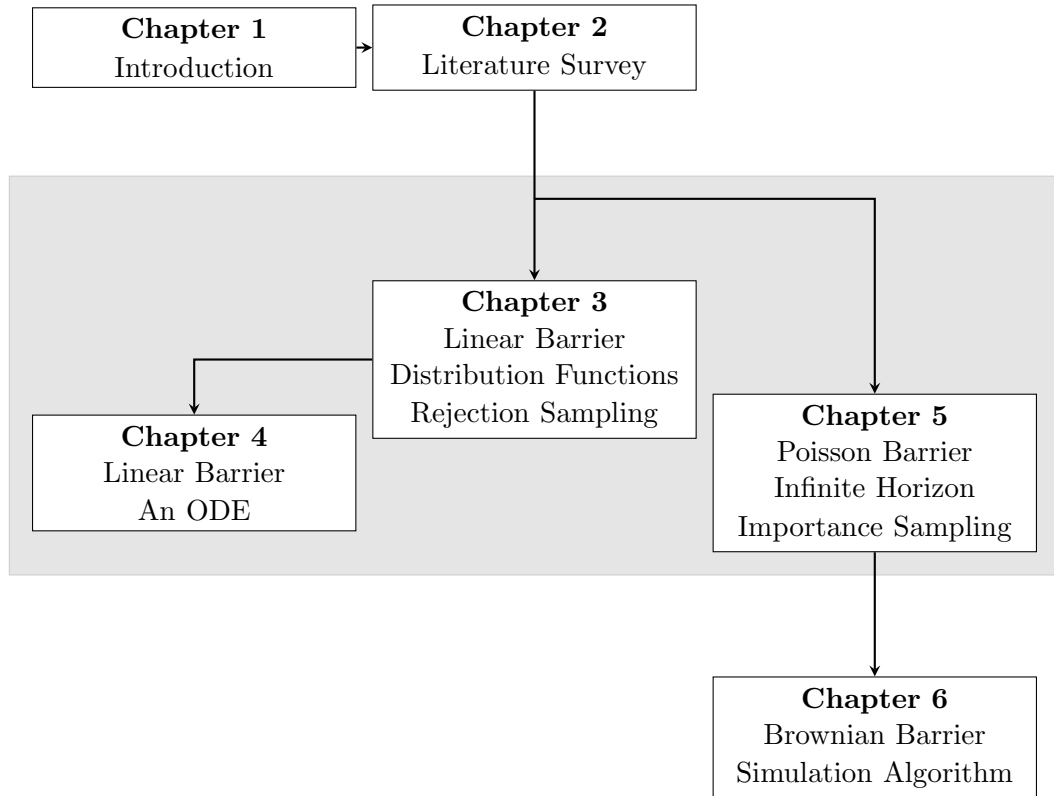 Chapter 1
Introduction
Chapter 2
Literature Survey
Chapter 3
Linear Barrier
Distribution Functions
Rejection Sampling
Chapter 4
Linear Barrier
An ODE
Chapter 5
Poisson Barrier
Infinite Horizon
Importance Sampling
Chapter 6
Brownian Barrier
Simulation Algorithm